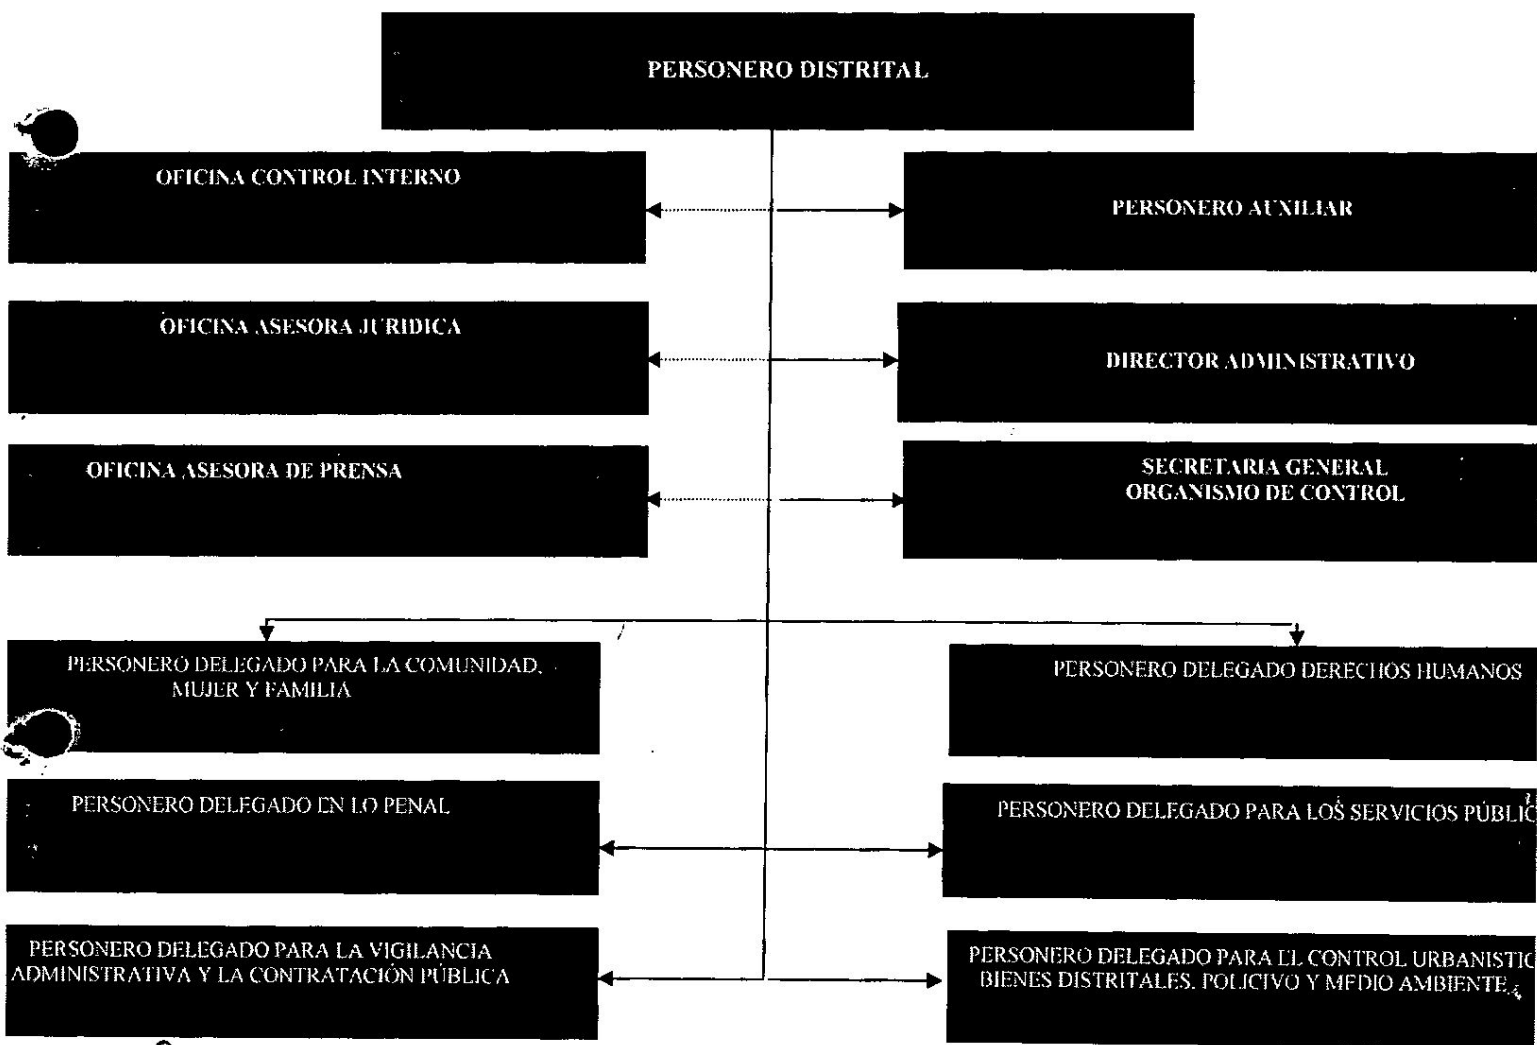 PERSONERO DISTRITAL
OFICINA CONTROL INTERNO
PERSONERO AUXILIAR
OFICINA ASESORA JURIDICA
DIRECTOR ADMINISTRATIVO
OFICINA ASESORA DE PRENSA
SECRETARIA GENERAL
ORGANISMO DE CONTROL
PERSONERO DELEGADO PARA LA COMUNIDAD,
MUJER Y FAMILIA
PERSONERO DELEGADO DERECHOS HUMANOS
PERSONERO DELEGADO EN LO PENAL
PERSONERO DELEGADO PARA LOS SERVICIOS PÚBLIC
PERSONERO DELEGADO PARA LA VIGILANCIA
ADMINISTRATIVA Y LA CONTRATACIÓN PÚBLICA
PERSONERO DELEGADO PARA EL CONTROL URBANISTIC
BIENES DISTRITALES, POLICIVO Y MEDIO AMBIENTE